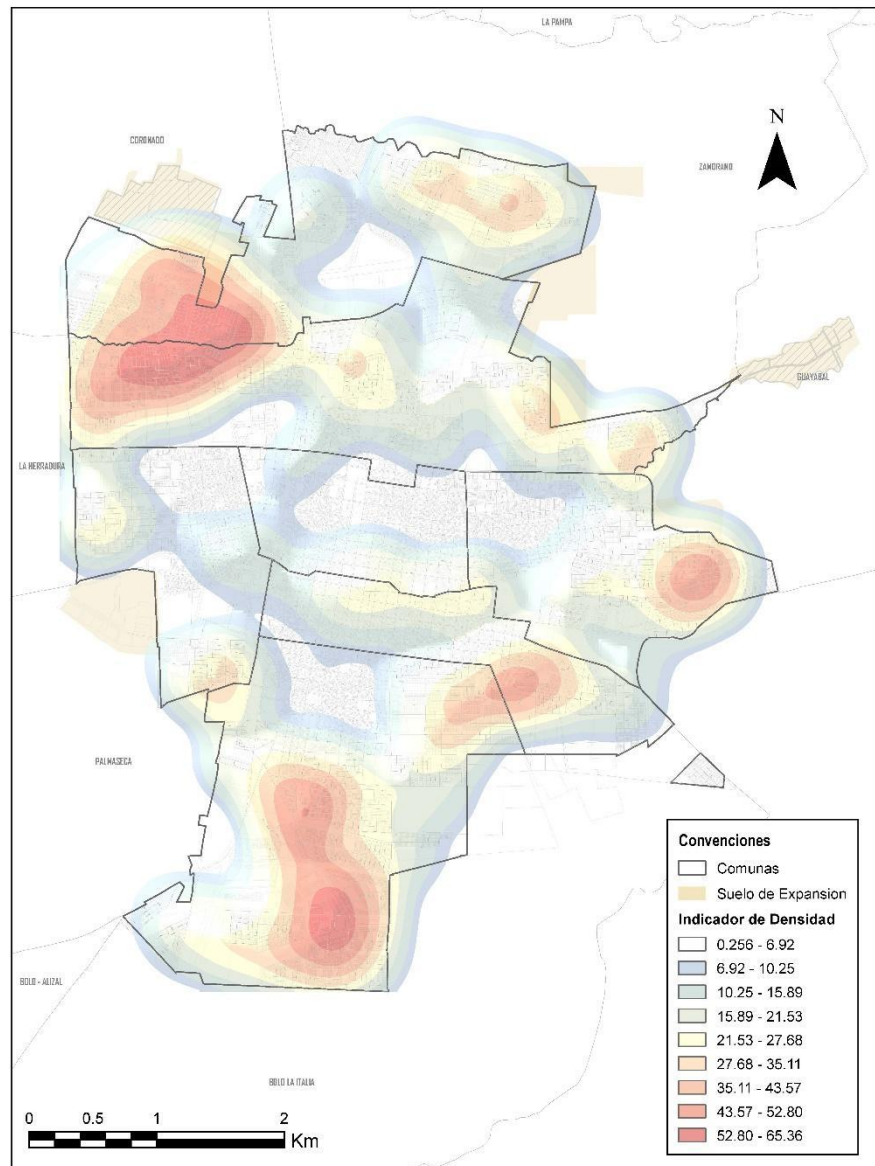 LA PAMPA
N
CORONADO
ZAMORANO
GUAYABAL
LA HERRADURA
PALMASECA
BOLO - ALIZAL
BOLO LA ITALIA
Convenciones
Comunas
Suelo de Expansion
Indicador de Densidad
0.256 - 6.92
6.92 - 10.25
10.25 - 15.89
15.89 - 21.53
21.53 - 27.68
27.68 - 35.11
35.11 - 43.57
43.57 - 52.80
52.80 - 65.36
0 0.5 1 2
Km